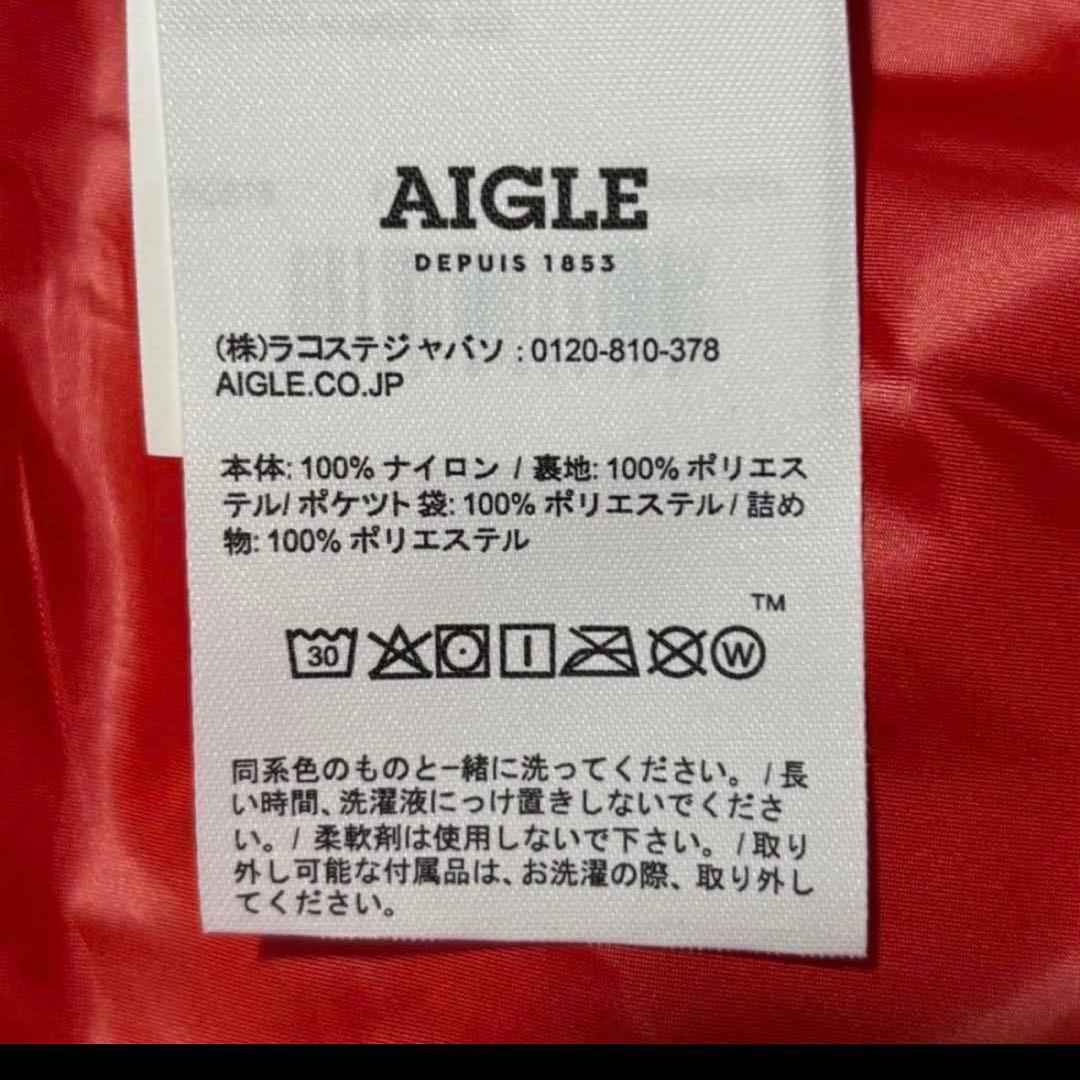 AIGLE
DEPUIS 1853
(株)ラコステジャバソ : 0120-810-378
AIGLE.CO.JP
本体: 100% ナイロン / 裏地: 100% ポリエス
テル/ ポケツト袋: 100% ポリエステル / 詰め
物: 100% ポリエステル
TM
30
W
同系色のものと一緒に洗ってください。 / 長
い時間、洗濯液につけ置きしないでくださ
い。/ 柔軟剤は使用しないで下さい。 / 取り
外し可能な付属品は、お洗濯の際、取り外し
てください。